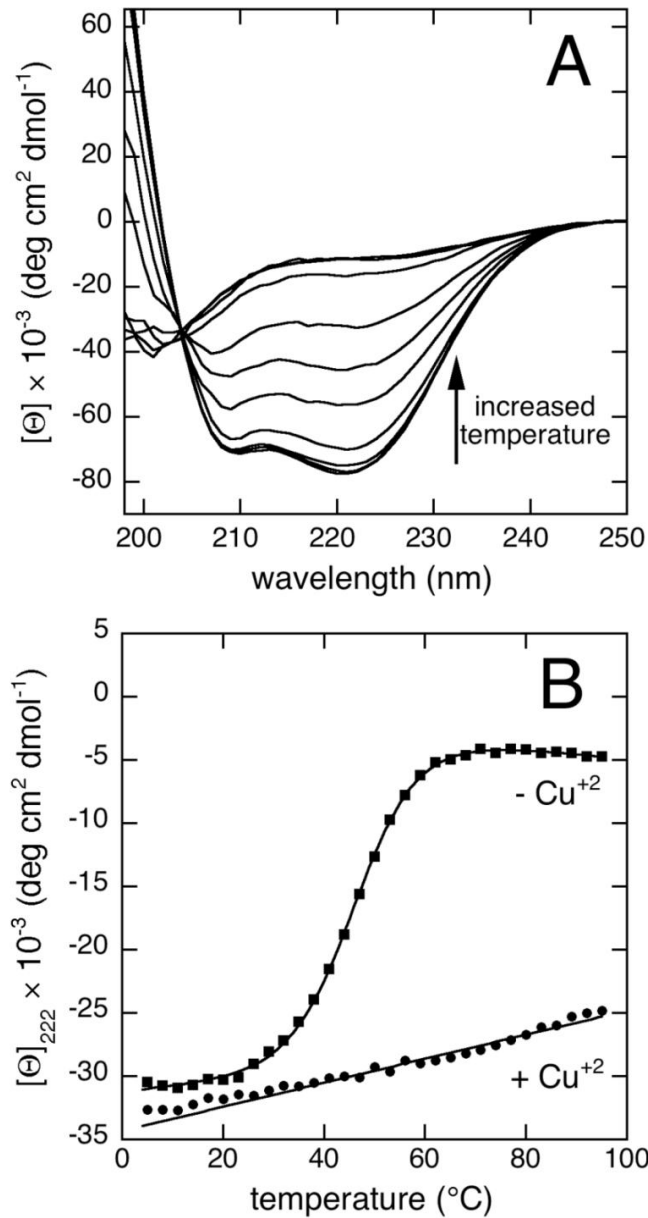 A
60
40
20
0
-20
-40
-60
-80
[Θ] × 10⁻³ (deg cm² dmol⁻¹)
increased
temperature
200 210 220 230 240 250
wavelength (nm)
B
5
0
-5
-10
-15
-20
-25
-30
-35
[Θ]₂₂₂ × 10⁻³ (deg cm² dmol⁻¹)
- Cu⁺²
+ Cu⁺²
0 20 40 60 80 100
temperature (°C)